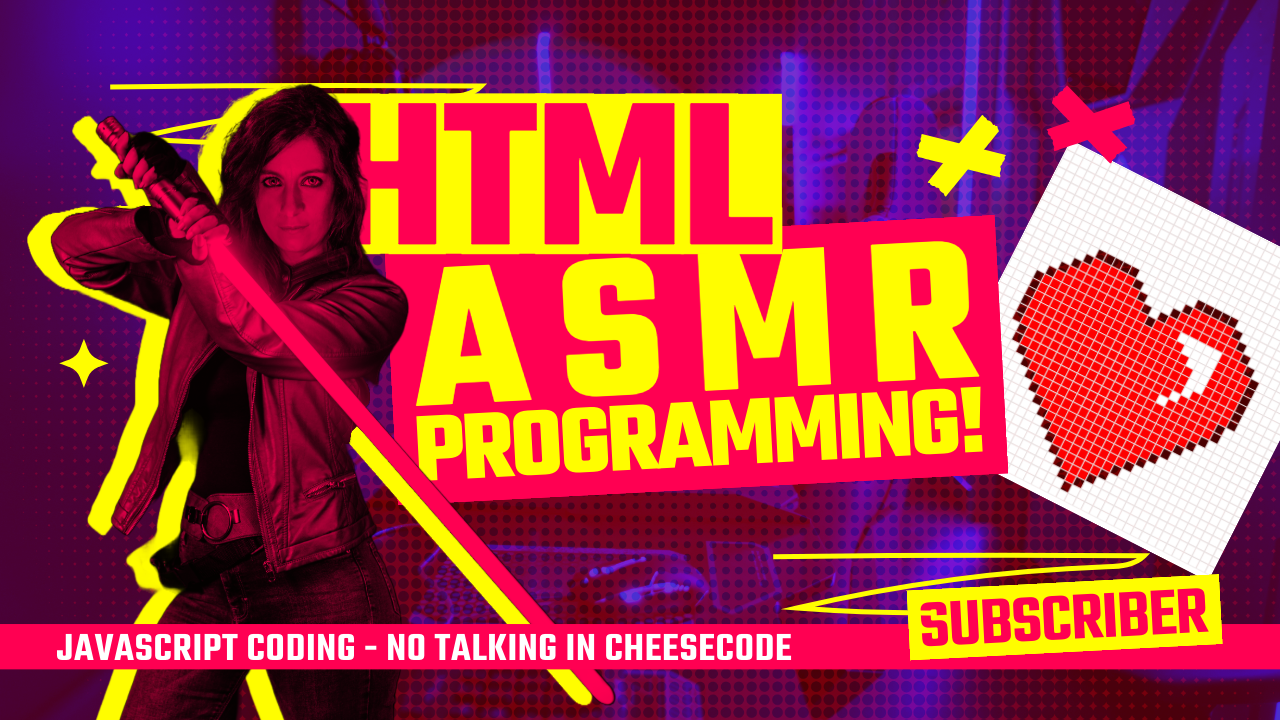 HTML
ASMR
PROGRAMMING!
SUBSCRIBER
JAVASCRIPT CODING - NO TALKING IN CHEESECODE